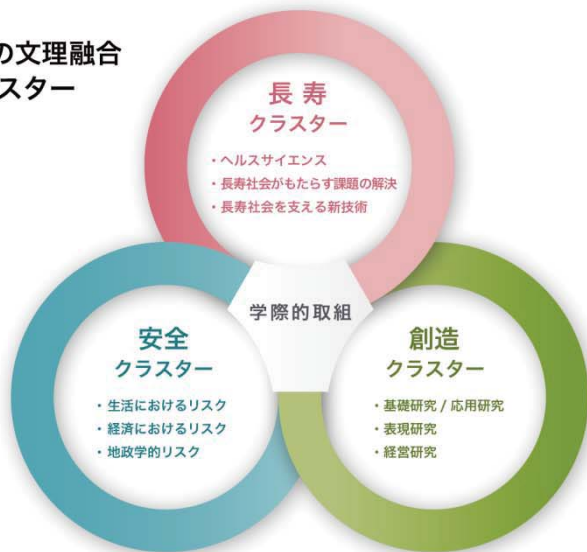 の文理融合
スター
長寿
クラスター
・ヘルスサイエンス
・長寿社会がもたらす課題の解決
・長寿社会を支える新技術
学際的取組
安全
クラスター
・生活におけるリスク
・経済におけるリスク
・地政学的リスク
創造
クラスター
・基礎研究 / 応用研究
・表現研究
・経営研究